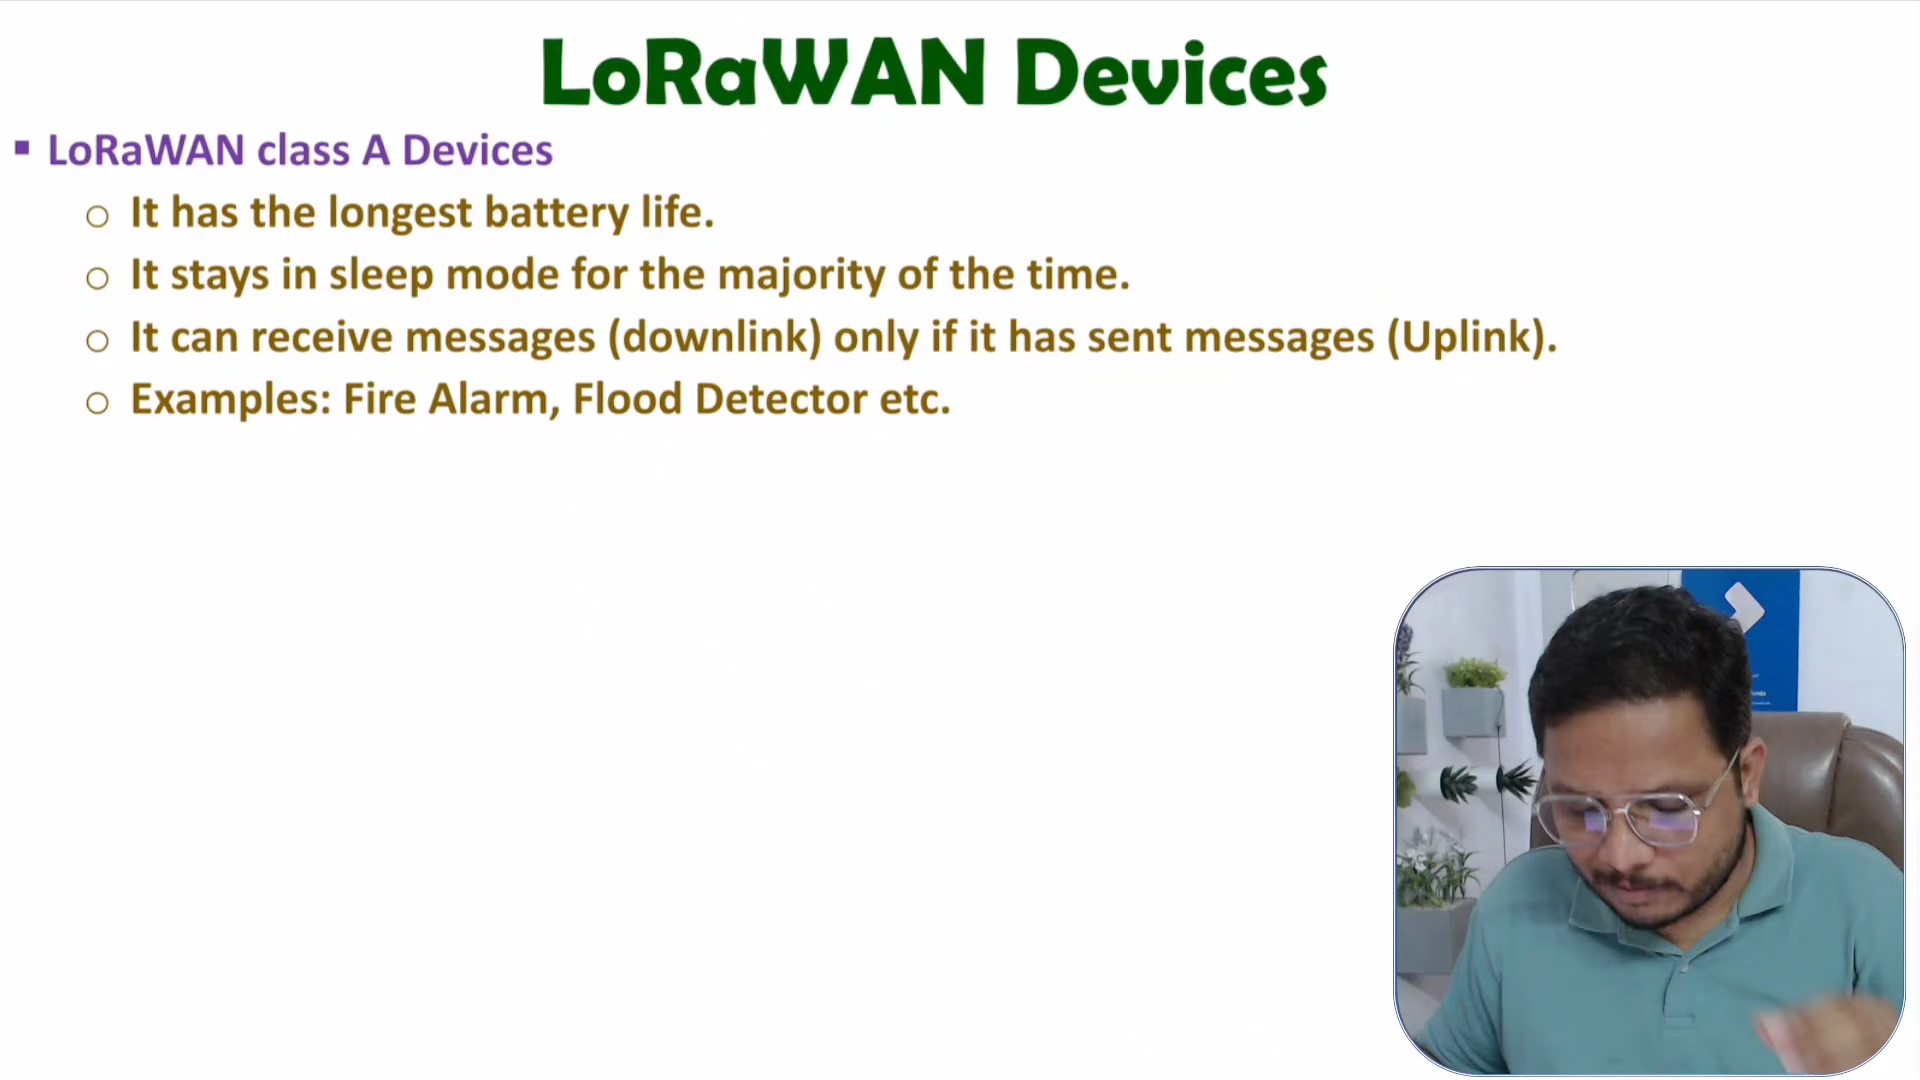 LoRaWAN Devices
▪ LoRaWAN class A Devices
○ It has the longest battery life.
○ It stays in sleep mode for the majority of the time.
○ It can receive messages (downlink) only if it has sent messages (Uplink).
○ Examples: Fire Alarm, Flood Detector etc.